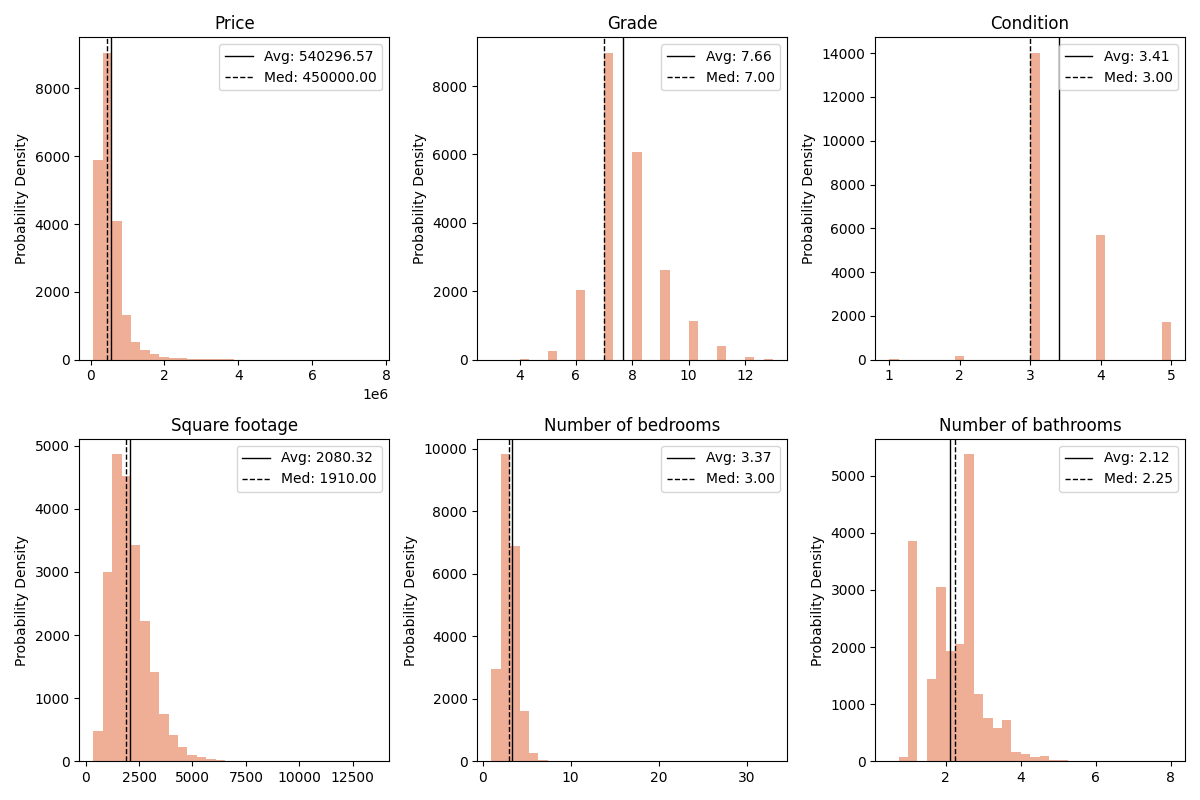 Price
Probability Density
8000
6000
4000
2000
0
Avg: 540296.57
Med: 450000.00
0 2 4 6 8
1e6
Grade
Probability Density
8000
6000
4000
2000
0
Avg: 7.66
Med: 7.00
4 6 8 10 12
Condition
Probability Density
14000
12000
10000
8000
6000
4000
2000
0
Avg: 3.41
Med: 3.00
1 2 3 4 5
Square footage
Probability Density
5000
4000
3000
2000
1000
0
Avg: 2080.32
Med: 1910.00
0 2500 5000 7500 10000 12500
Number of bedrooms
Probability Density
10000
8000
6000
4000
2000
0
Avg: 3.37
Med: 3.00
0 10 20 30
Number of bathrooms
Probability Density
5000
4000
3000
2000
1000
0
Avg: 2.12
Med: 2.25
2 4 6 8